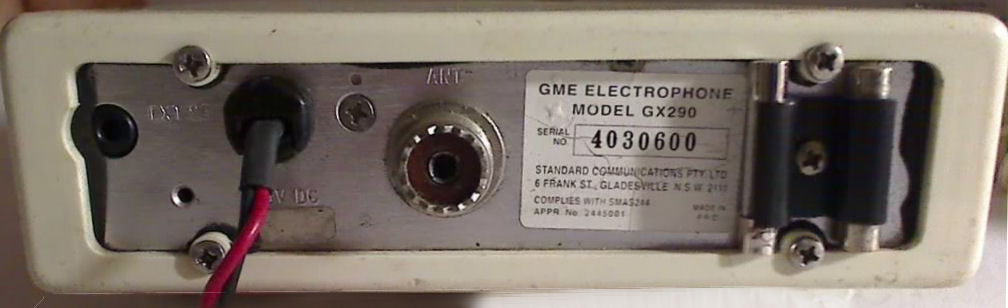 EXT SP
ANT
V DC
GME ELECTROPHONE
MODEL GX290
SERIAL NO. 4030600
STANDARD COMMUNICATIONS PTY. LTD
6 FRANK ST., GLADESVILLE N.S.W. 2111
COMPLIES WITH SMA5244
APPR. No. 2445001
MADE IN
P.R.C.